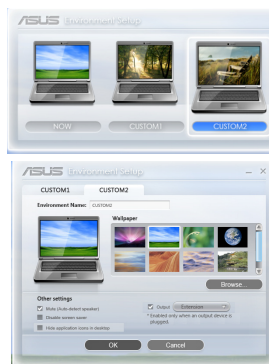 ASUS Environment Setup
NOW CUSTOM1 CUSTOM2
ASUS Environment Setup
CUSTOM1 CUSTOM2
Environment Name: CUSTOM2
Wallpaper
Browse...
Other settings
Mute (Auto-detect speaker)
Disable screen saver
Hide application icons in desktop
Output Extension
* Enabled only when an output device is
plugged.
OK Cancel